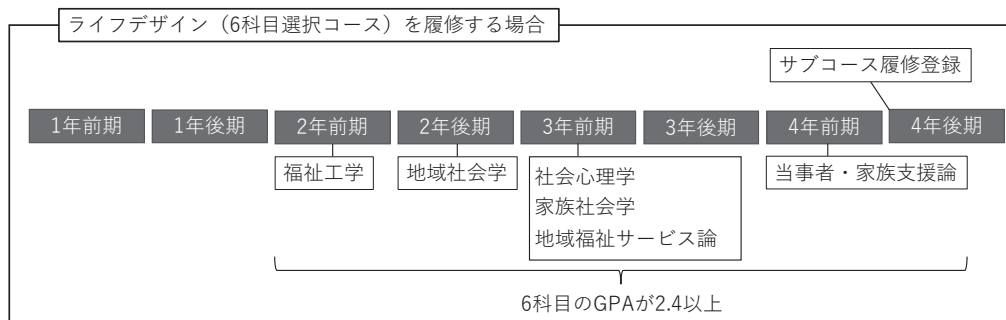 ライフデザイン（6科目選択コース）を履修する場合
サブコース履修登録
1年前期 1年後期 2年前期 2年後期 3年前期 3年後期 4年前期 4年後期
福祉工学
地域社会学
社会心理学
家族社会学
地域福祉サービス論
当事者・家族支援論
6科目のGPAが2.4以上